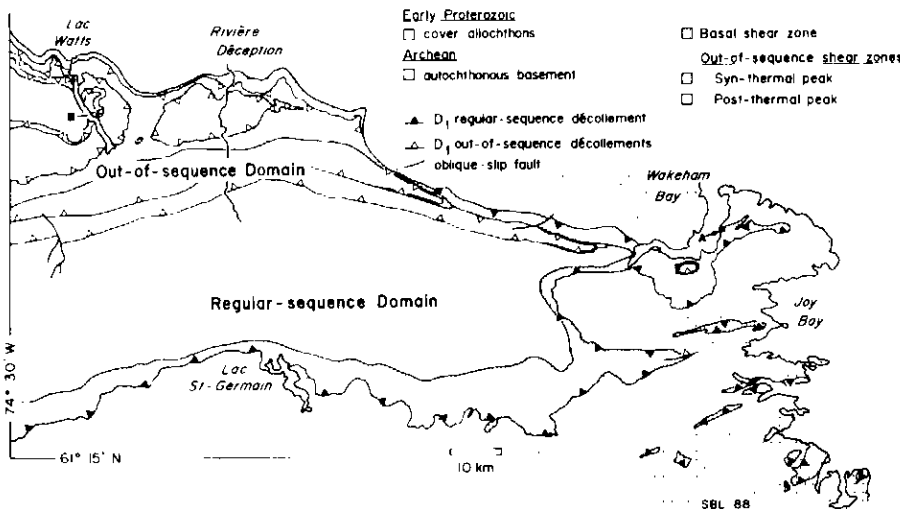 Lac
Watts
Rivière
Déception
Early Proterozoic
cover allochthons
Archean
autochthonous basement
D1 regular-sequence décollement
D1 out-of-sequence décollements
oblique-slip fault
Basal shear zone
Out-of-sequence shear zones
Syn-thermal peak
Post-thermal peak
Out-of-sequence Domain
Wakeham
Bay
Regular-sequence Domain
Joy
Bay
Lac
St-Germain
74° 30' W
61° 15' N
10 km
SBL 88